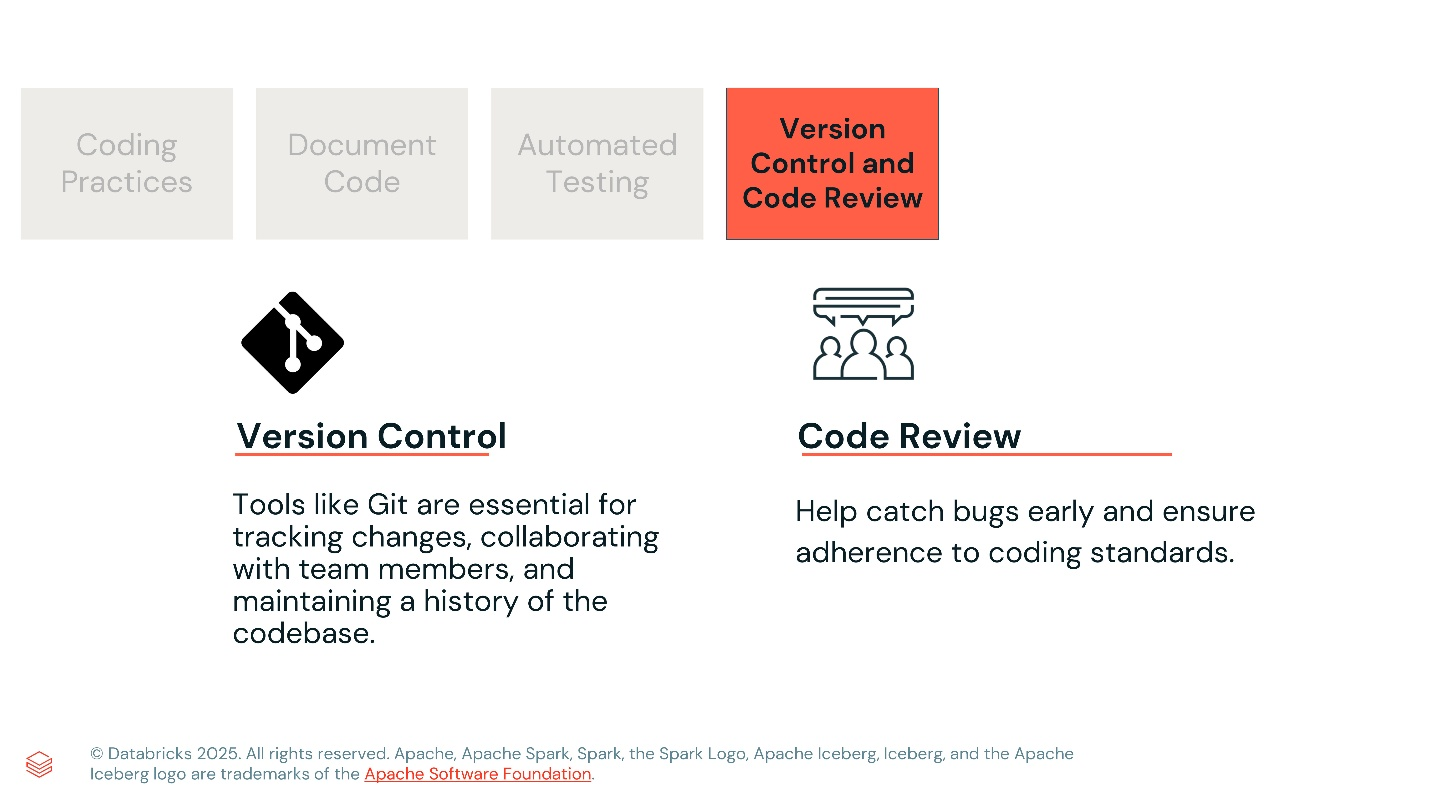 Coding
Practices
Document
Code
Automated
Testing
Version
Control and
Code Review
Version Control
Tools like Git are essential for
tracking changes, collaborating
with team members, and
maintaining a history of the
codebase.
Code Review
Help catch bugs early and ensure
adherence to coding standards.
© Databricks 2025. All rights reserved. Apache, Apache Spark, Spark, the Spark Logo, Apache Iceberg, Iceberg, and the Apache
Iceberg logo are trademarks of the Apache Software Foundation.